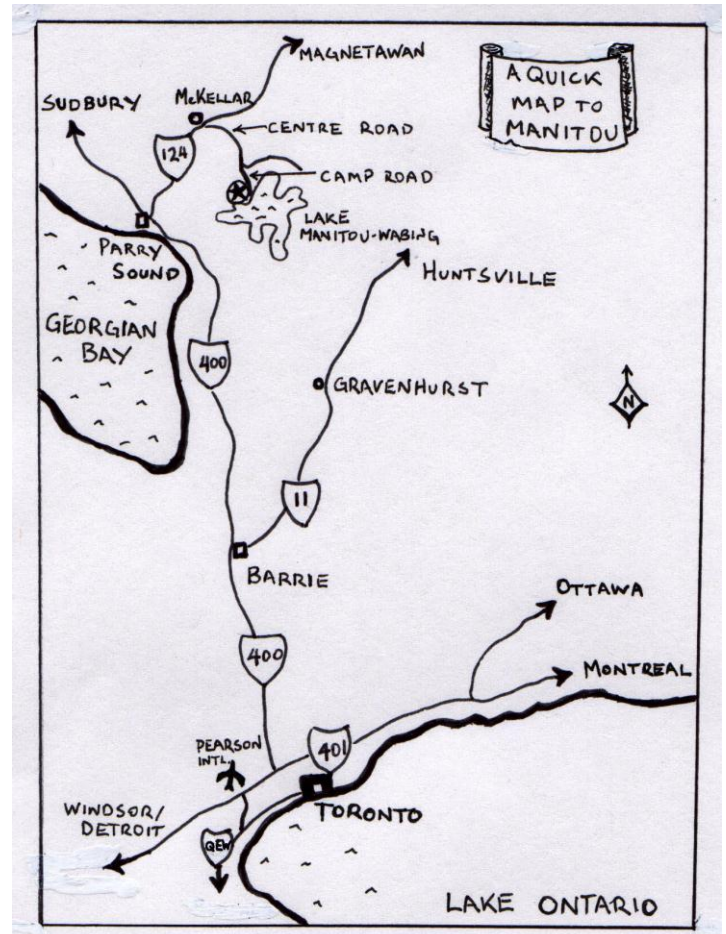 A QUICK
MAP TO
MANITOU
MAGNETAWAN
SUDBURY
McKELLAR
CENTRE ROAD
124
CAMP ROAD
LAKE
MANITOU-WABING
PARRY
SOUND
HUNTSVILLE
GEORGIAN
BAY
400
GRAVENHURST
N
11
BARRIE
OTTAWA
400
MONTREAL
PEARSON
INTL.
401
WINDSOR/
DETROIT
TORONTO
QEW
LAKE ONTARIO